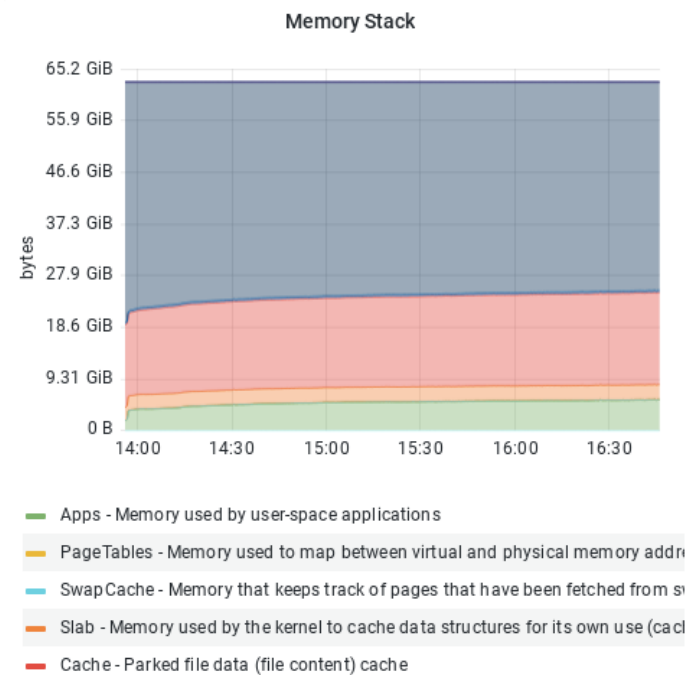 Memory Stack
65.2 GiB
55.9 GiB
46.6 GiB
37.3 GiB
27.9 GiB
18.6 GiB
9.31 GiB
0 B
bytes
14:00 14:30 15:00 15:30 16:00 16:30
Apps - Memory used by user-space applications
PageTables - Memory used to map between virtual and physical memory addre
SwapCache - Memory that keeps track of pages that have been fetched from sw
Slab - Memory used by the kernel to cache data structures for its own use (cach
Cache - Parked file data (file content) cache